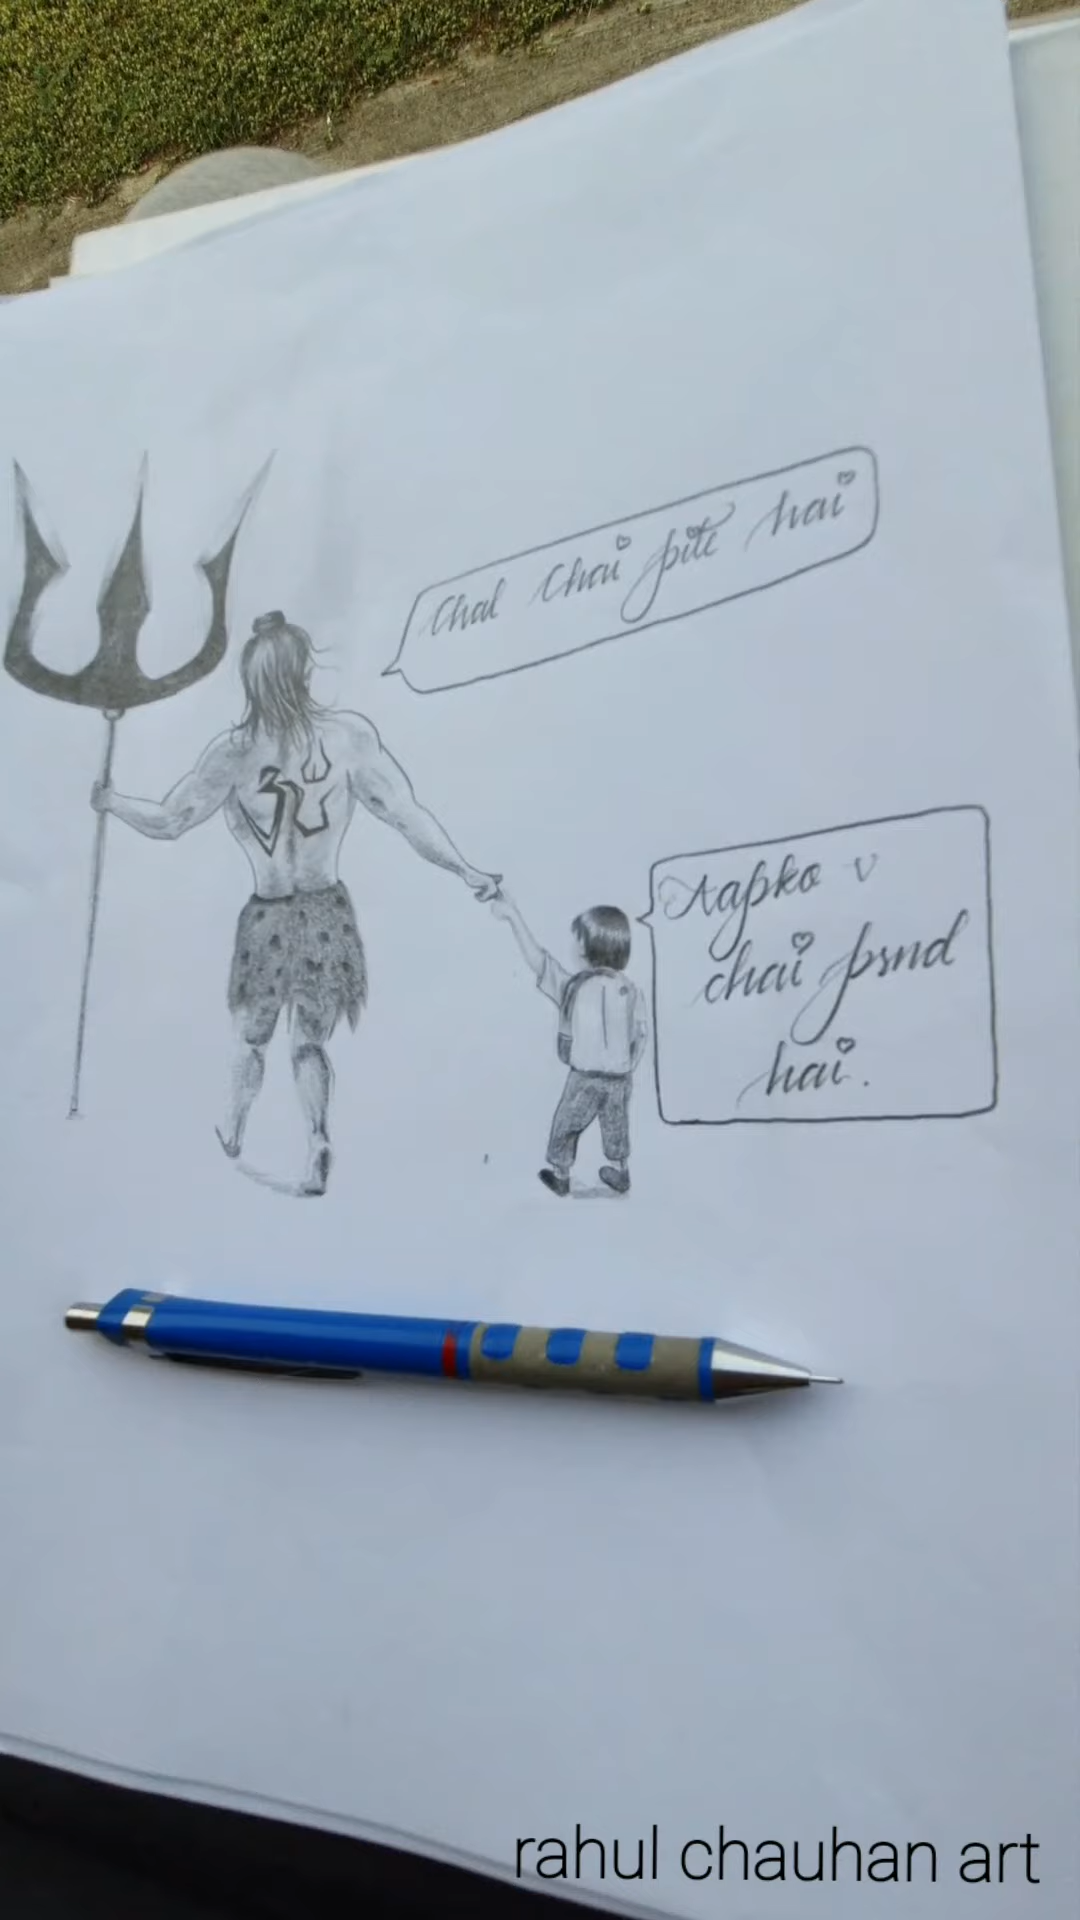 Chal Chai pite hai
Aapko v
chai psnd
hai.
rahul chauhan art